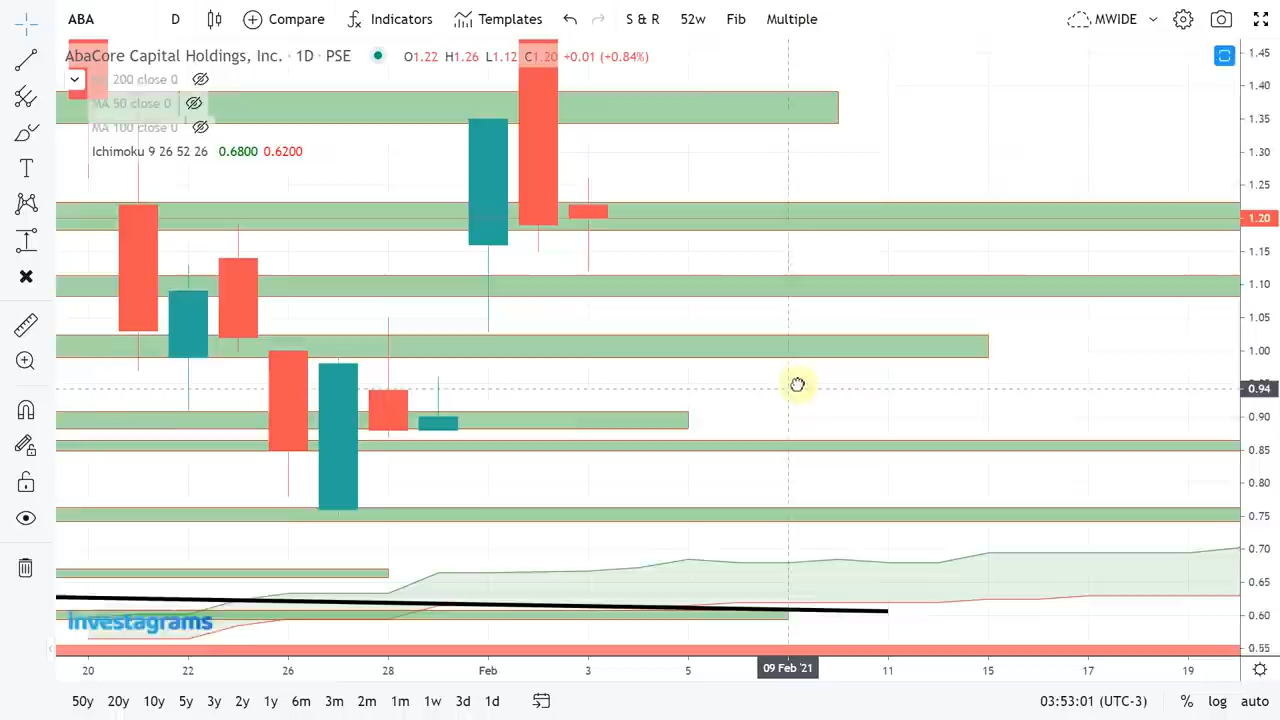 ABA D Compare Indicators Templates S & R 52w Fib Multiple MWIDE
AbaCore Capital Holdings, Inc. · 1D · PSE O1.22 H1.26 L1.12 C1.20 +0.01 (+0.84%)
MA 200 close 0
MA 50 close 0
MA 100 close 0
Ichimoku 9 26 52 26 0.6800 0.6200
1.45
1.40
1.35
1.30
1.25
1.20
1.15
1.10
1.05
1.00
0.94
0.90
0.85
0.80
0.75
0.70
0.65
0.60
0.55
Investagrams
20 22 26 28 Feb 3 5 09 Feb '21 11 15 17 19
50y 20y 10y 5y 3y 2y 1y 6m 3m 2m 1m 1w 3d 1d 03:53:01 (UTC-3) % log auto